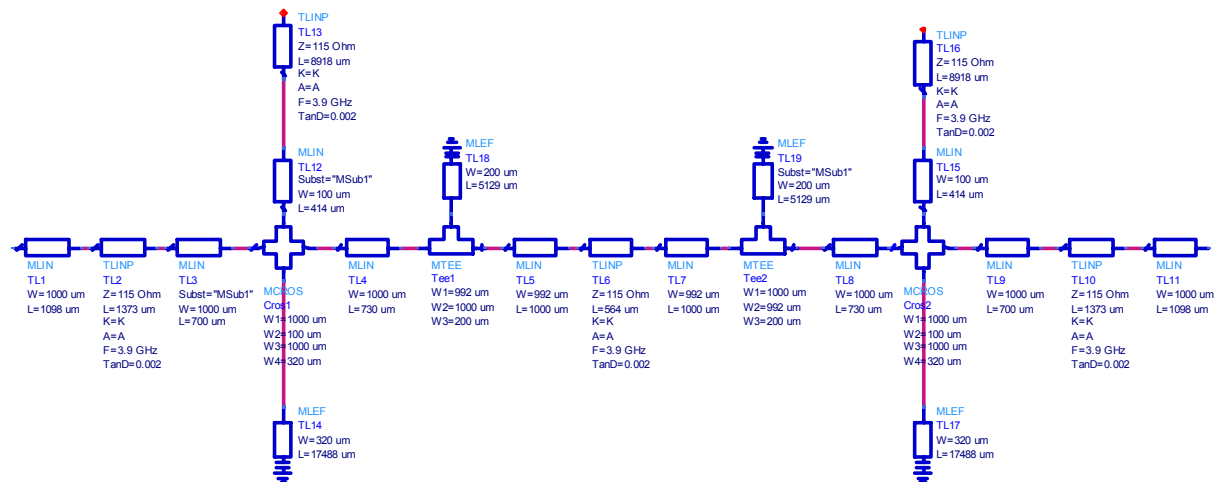 TLINP
TL13
Z=115 Ohm
L=8918 um
K=K
A=A
F=3.9 GHz
TanD=0.002
TLINP
TL16
Z=115 Ohm
L=8918 um
K=K
A=A
F=3.9 GHz
TanD=0.002
MLIN
TL12
Subst="MSub1"
W=100 um
L=414 um
MLEF
TL18
W=200 um
L=5129 um
MLEF
TL19
Subst="MSub1"
W=200 um
L=5129 um
MLIN
TL15
W=100 um
L=414 um
MLIN
TL1
W=1000 um
L=1098 um
TLINP
TL2
Z=115 Ohm
L=1373 um
K=K
A=A
F=3.9 GHz
TanD=0.002
MLIN
TL3
Subst="MSub1"
W=1000 um
L=700 um
MCROS
Cros1
W1=1000 um
W2=100 um
W3=1000 um
W4=320 um
MLIN
TL4
W=1000 um
L=730 um
MTEE
Tee1
W1=992 um
W2=1000 um
W3=200 um
MLIN
TL5
W=992 um
L=1000 um
TLINP
TL6
Z=115 Ohm
L=564 um
K=K
A=A
F=3.9 GHz
TanD=0.002
MLIN
TL7
W=992 um
L=1000 um
MTEE
Tee2
W1=1000 um
W2=992 um
W3=200 um
MLIN
TL8
W=1000 um
L=730 um
MCROS
Cros2
W1=1000 um
W2=100 um
W3=1000 um
W4=320 um
MLIN
TL9
W=1000 um
L=700 um
TLINP
TL10
Z=115 Ohm
L=1373 um
K=K
A=A
F=3.9 GHz
TanD=0.002
MLIN
TL11
W=1000 um
L=1098 um
MLEF
TL14
W=320 um
L=17488 um
MLEF
TL17
W=320 um
L=17488 um